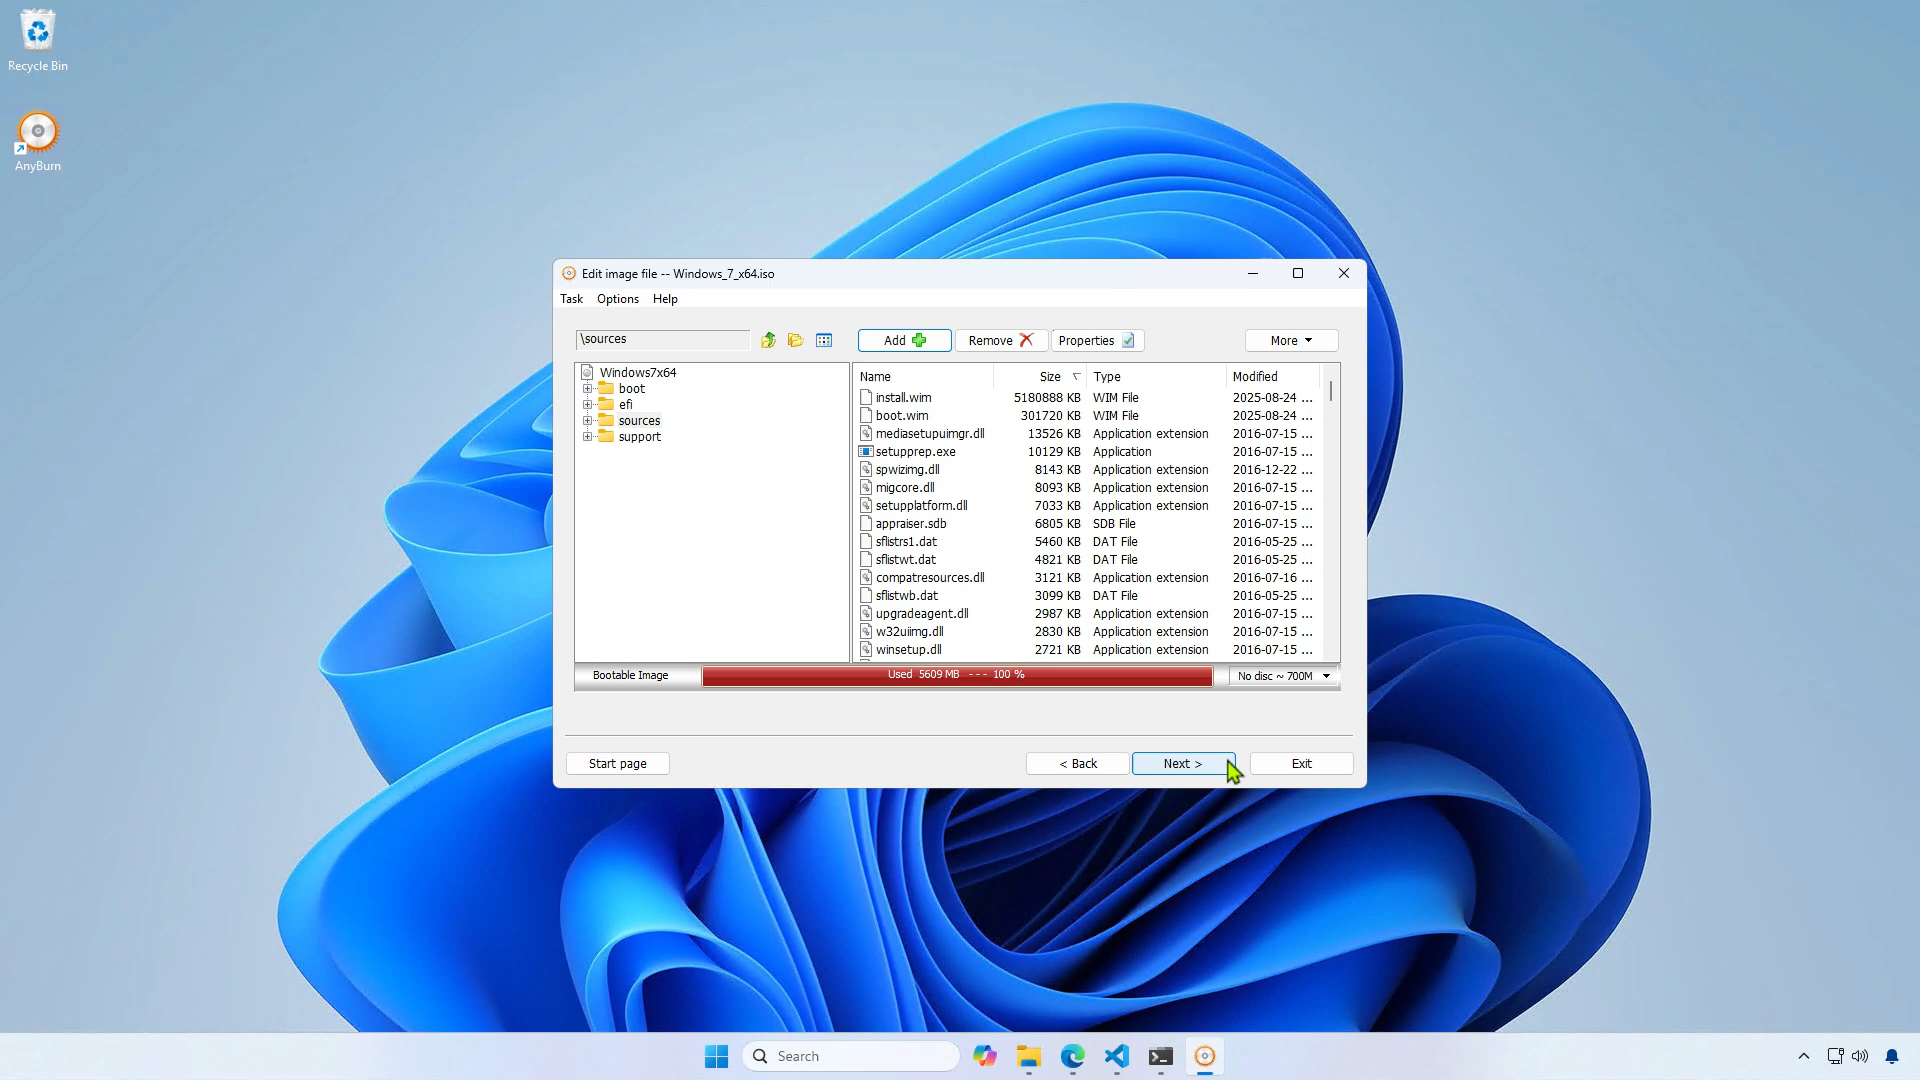 Recycle Bin
AnyBurn
Edit image file -- Windows_7_x64.iso
Task Options Help
\sources Add Remove Properties More
Windows7x64
boot
efi
sources
support
Name Size Type Modified
install.wim 5180888 KB WIM File 2025-08-24 ...
boot.wim 301720 KB WIM File 2025-08-24 ...
mediasetupuimgr.dll 13526 KB Application extension 2016-07-15 ...
setupprep.exe 10129 KB Application 2016-07-15 ...
spwizimg.dll 8143 KB Application extension 2016-12-22 ...
migcore.dll 8093 KB Application extension 2016-07-15 ...
setupplatform.dll 7033 KB Application extension 2016-07-15 ...
appraiser.sdb 6805 KB SDB File 2016-07-15 ...
sflistrs1.dat 5460 KB DAT File 2016-05-25 ...
sflistwt.dat 4821 KB DAT File 2016-05-25 ...
compatresources.dll 3121 KB Application extension 2016-07-16 ...
sflistwb.dat 3099 KB DAT File 2016-05-25 ...
upgradeagent.dll 2987 KB Application extension 2016-07-15 ...
w32uiimg.dll 2830 KB Application extension 2016-07-15 ...
winsetup.dll 2721 KB Application extension 2016-07-15 ...
Bootable Image Used 5609 MB --- 100 % No disc ~ 700M
Start page < Back Next > Exit
Search